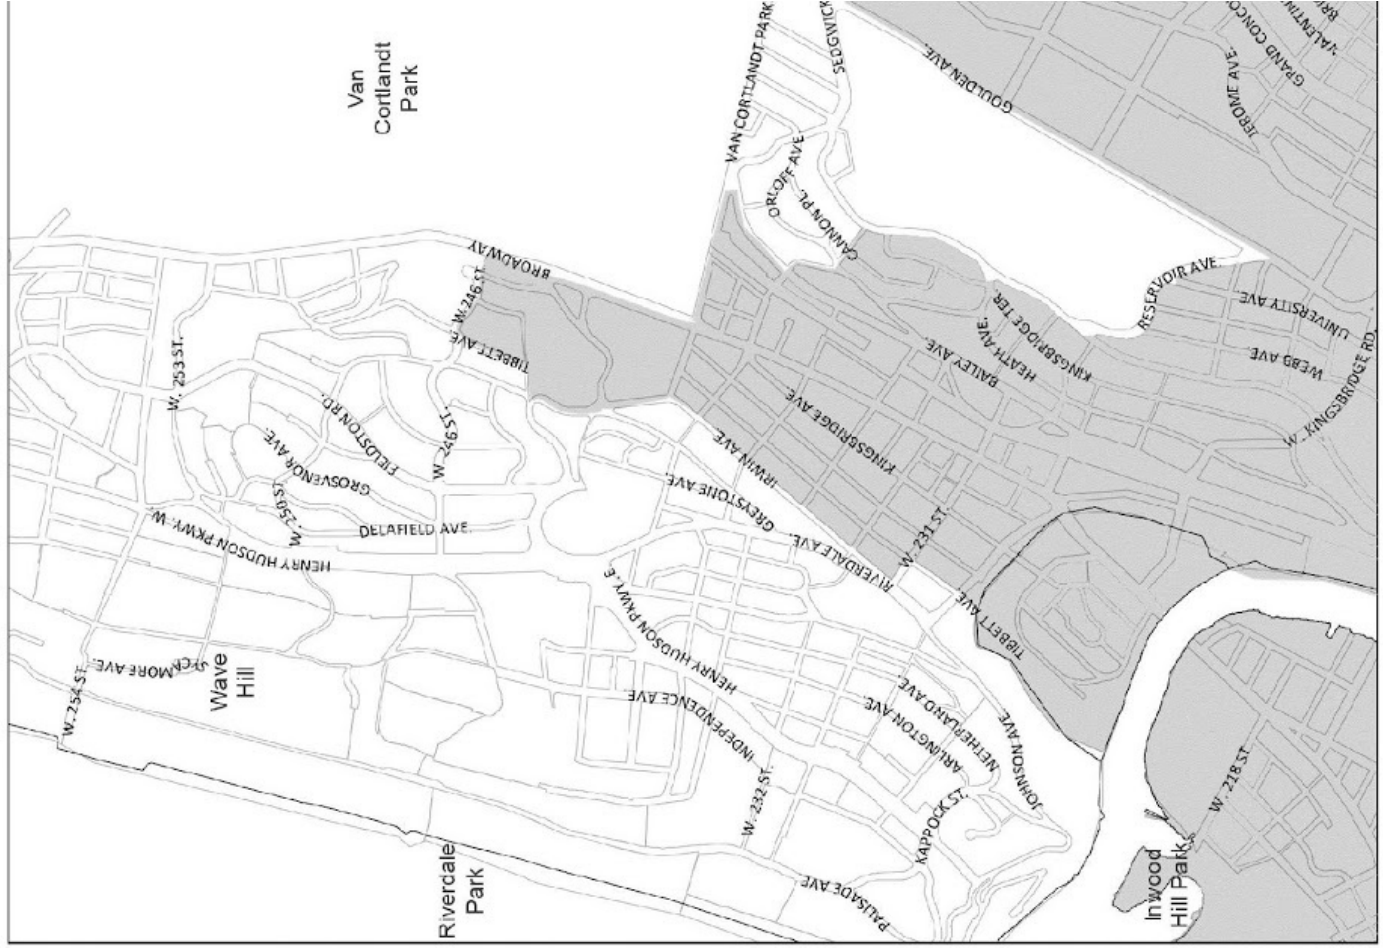 Van
Cortlandt
Park
VAN CORTLANDT PARK
SEDGWICK
GOULDEN AVE.
GRAND CONCO
VALENTIN
BRI
JEROME AVE.
ORLOFF AVE.
CANNON PL.
BROADWAY
W. 246 ST.
TIBBETT AVE.
W. 253 ST.
FIELDSTON RD.
W. 246 ST.
GROSVENOR AVE.
W. 250 ST.
DELAFIELD AVE.
HENRY HUDSON PKWY. W.
RESERVOIR AVE.
UNIVERSITY AVE
WEBB AVE.
W. KINGSBRIDGE RD.
KINGSBRIDGE TER.
HEATH AVE.
BAILEY AVE.
KINGSBRIDGE AVE.
IRWIN AVE.
GREYSTONE AVE.
RIVERDALE AVE.
W. 231 ST.
TIBBETT AVE.
HENRY HUDSON PKWY. E
SYCAMORE AVE.
Wave
Hill
W. 254 ST.
INDEPENDENCE AVE
ARLINGTON AVE.
NETHERLAND AVE.
JOHNSON AVE.
KAPPOCK ST.
W. 232 ST.
PALISADE AVE
W. 218 ST
Riverdale
Park
Inwood
Hill Park